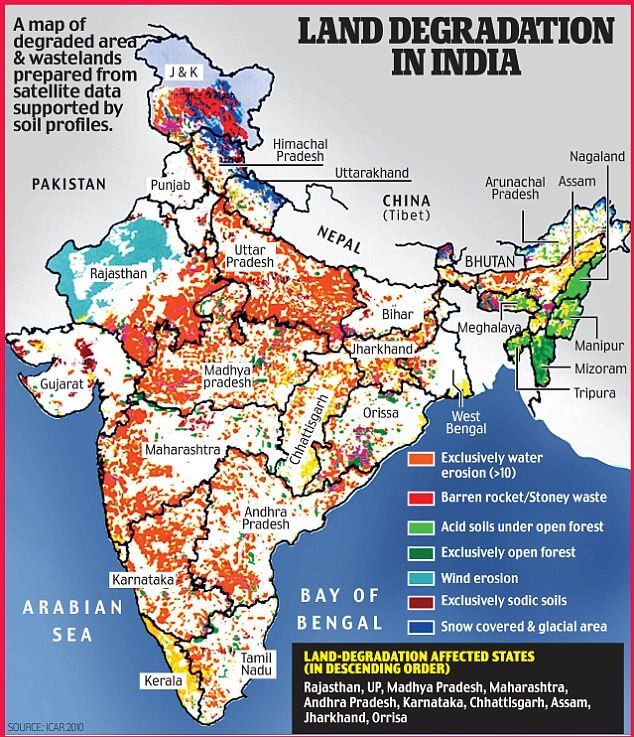 A map of
degraded area
& wastelands
prepared from
satellite data
supported by
soil profiles.
LAND DEGRADATION
IN INDIA
J & K
Himachal
Pradesh
Uttarakhand
Nagaland
Arunachal
Pradesh
Assam
PAKISTAN
Punjab
CHINA
(Tibet)
NEPAL
BHUTAN
Rajasthan
Uttar
Pradesh
Bihar
Meghalaya
Manipur
Mizoram
Tripura
Jharkhand
Gujarat
Madhya
pradesh
Chhattisgarh
Orissa
West
Bengal
Maharashtra
Andhra
Pradesh
Karnataka
Kerala
Tamil
Nadu
ARABIAN
SEA
BAY OF
BENGAL
Exclusively water
erosion (>10)
Barren rocket/Stoney waste
Acid soils under open forest
Exclusively open forest
Wind erosion
Exclusively sodic soils
Snow covered & glacial area
LAND-DEGRADATION AFFECTED STATES
(IN DESCENDING ORDER)
Rajasthan, UP, Madhya Pradesh, Maharashtra,
Andhra Pradesh, Karnataka, Chhattisgarh, Assam,
Jharkhand, Orrisa
SOURCE: ICAR 2010